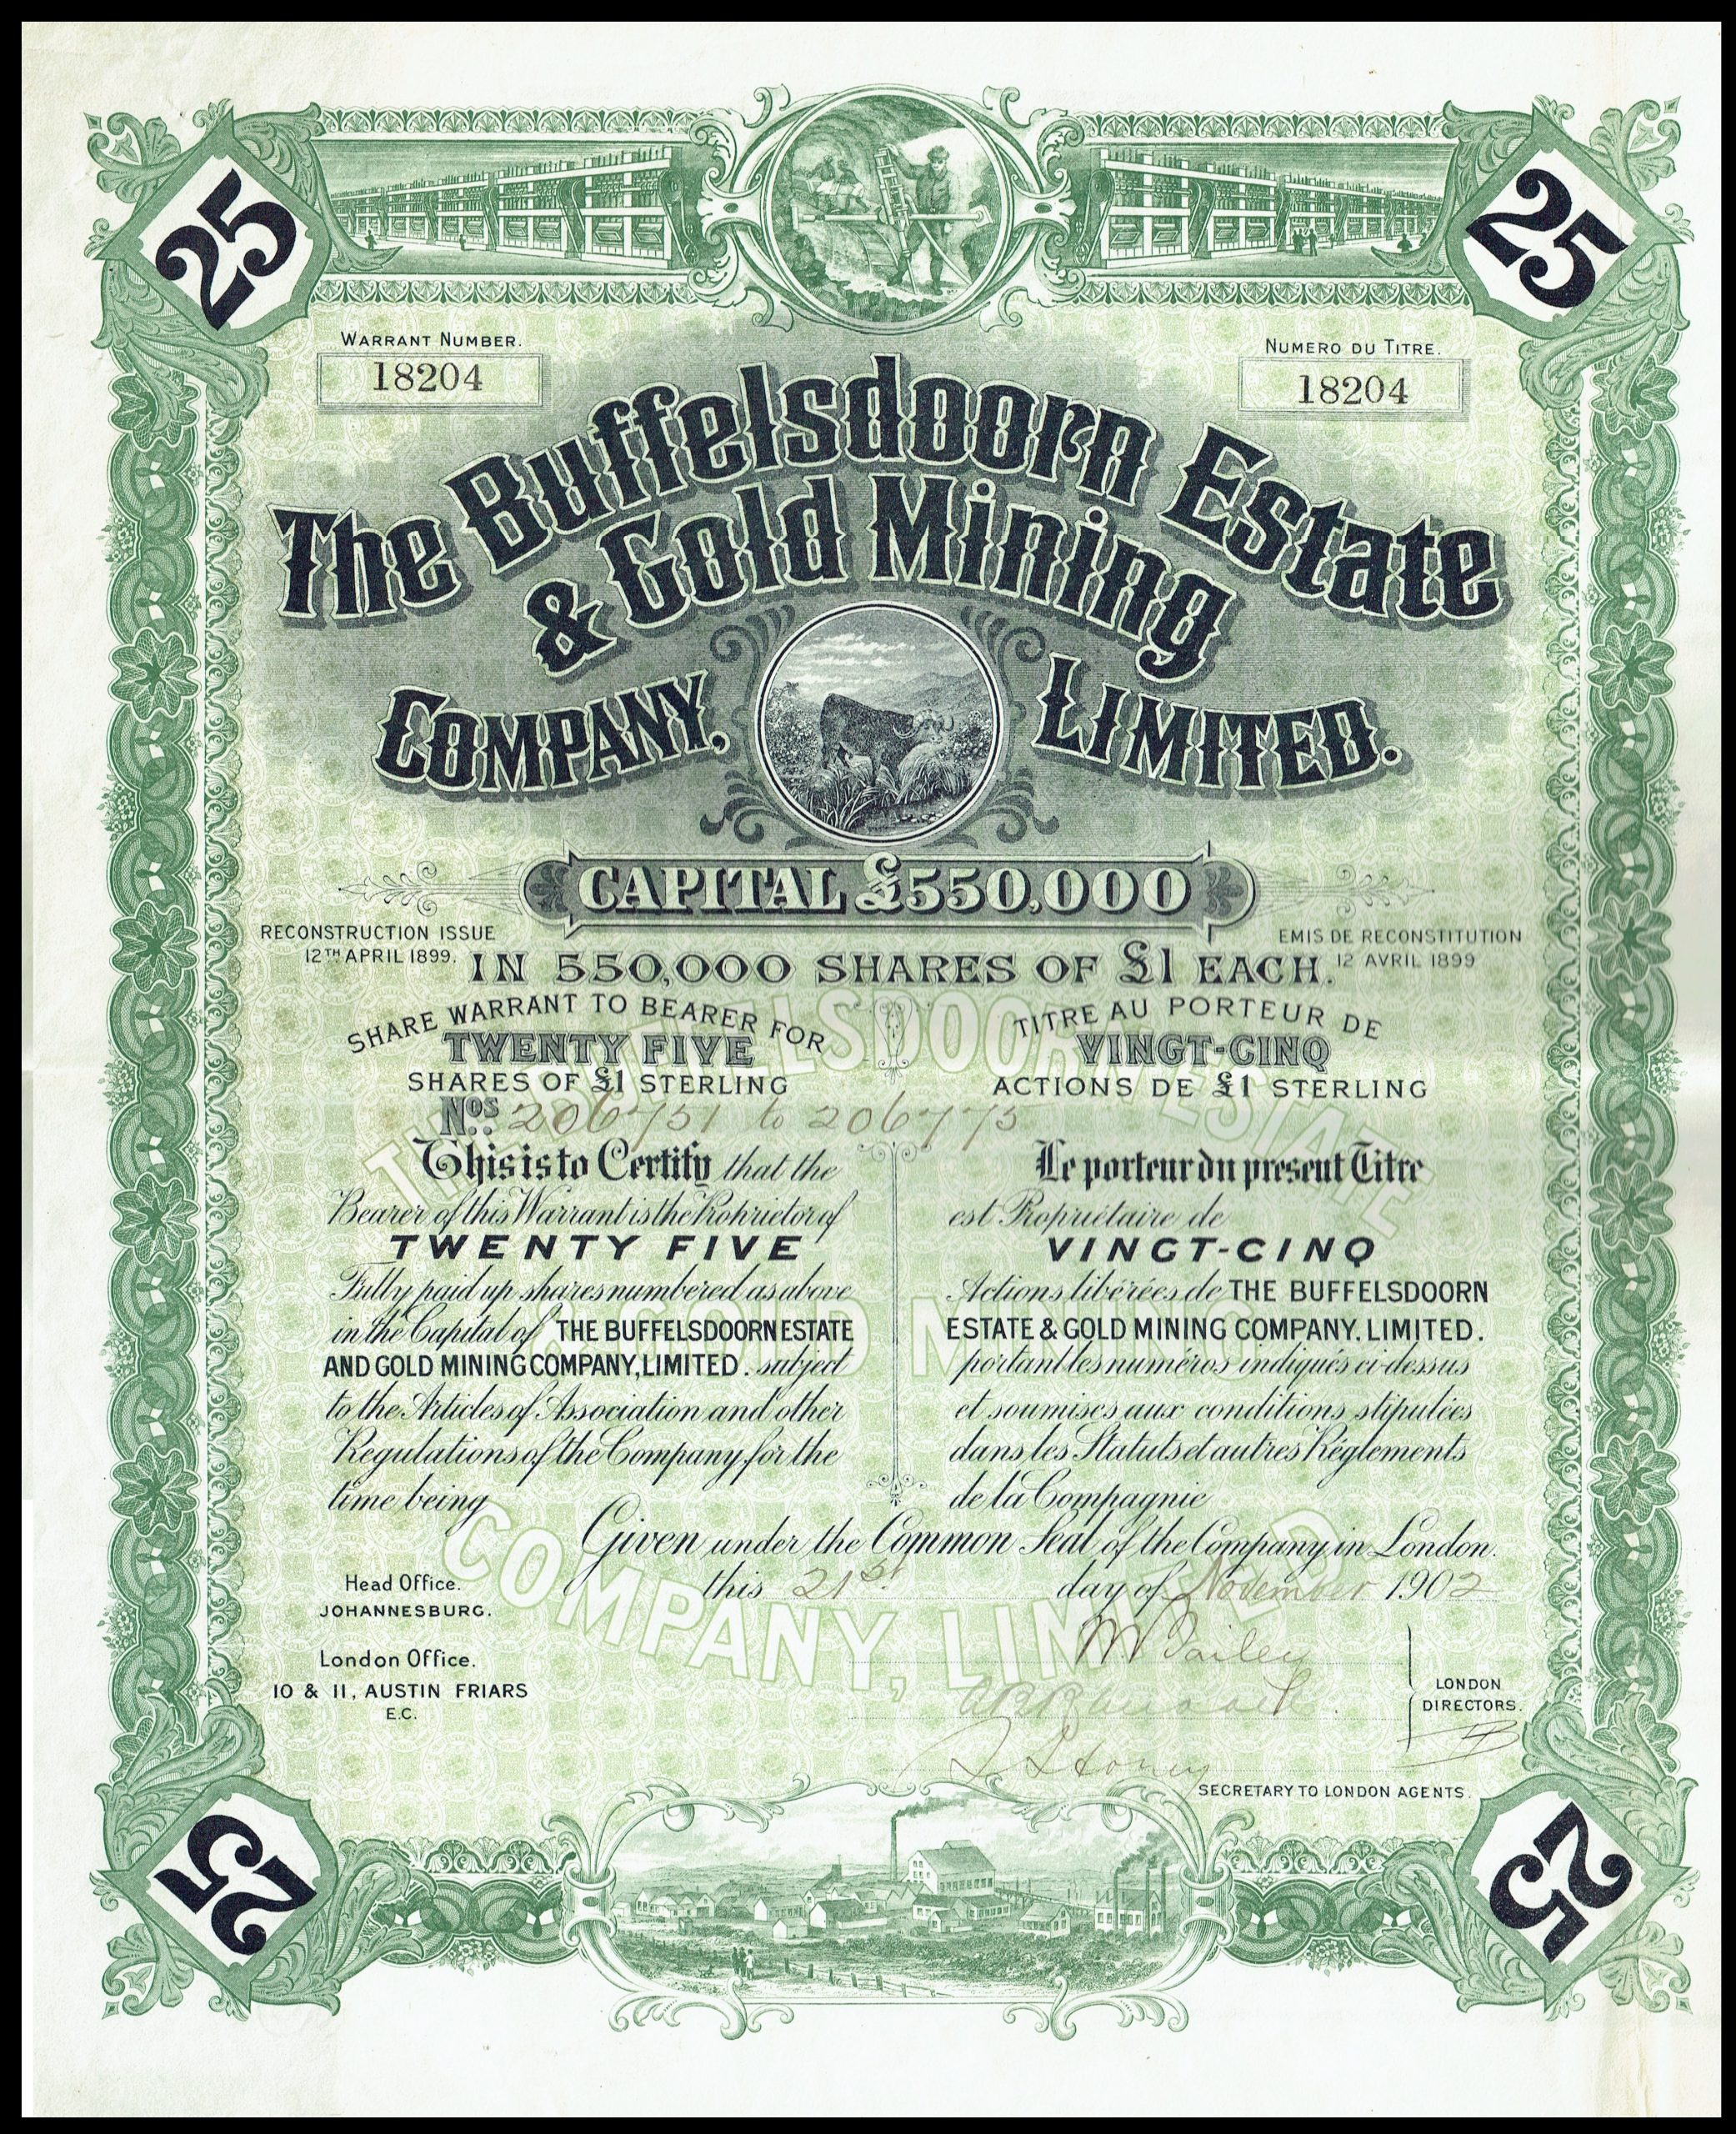 25
25
WARRANT NUMBER.
18204
NUMERO DU TITRE.
18204
The Buffelsdoorn Estate
& Gold Mining
COMPANY, LIMITED.
CAPITAL £550,000
RECONSTRUCTION ISSUE
12TH APRIL 1899.
EMIS DE RECONSTITUTION
12 AVRIL 1899
IN 550,000 SHARES OF £1 EACH.
SHARE WARRANT TO BEARER FOR
TWENTY FIVE
SHARES OF £1 STERLING
Nos. 206751 to 206775
TITRE AU PORTEUR DE
VINGT-CINQ
ACTIONS DE £1 STERLING
This is to Certify that the
Bearer of this Warrant is the Proprietor of
TWENTY FIVE
Fully paid up shares numbered as above
in the Capital of THE BUFFELSDOORN ESTATE
AND GOLD MINING COMPANY, LIMITED. subject
to the Articles of Association and other
Regulations of the Company for the
time being
Le porteur du present Titre
est Propriétaire de
VINGT-CINQ
Actions libérées de THE BUFFELSDOORN
ESTATE & GOLD MINING COMPANY. LIMITED.
portant les numéros indiqués ci-dessus
et soumises aux conditions stipulées
dans les Statuts et autres Réglements
de la Compagnie
THE BUFFELSDOORN ESTATE
& GOLD MINING
COMPANY, LIMITED
Given under the Common Seal of the Company in London.
this 21st day of November 1902
Head Office.
JOHANNESBURG.
London Office.
10 & 11, AUSTIN FRIARS
E.C.
Bailey
LONDON
DIRECTORS.
SECRETARY TO LONDON AGENTS.
25
25